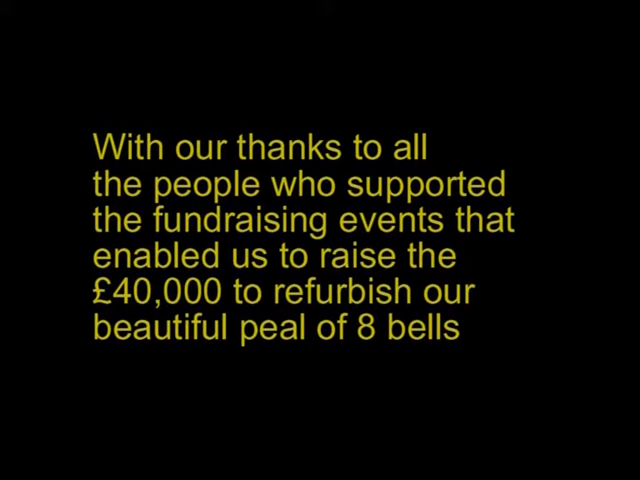 With our thanks to all
the people who supported
the fundraising events that
enabled us to raise the
£40,000 to refurbish our
beautiful peal of 8 bells